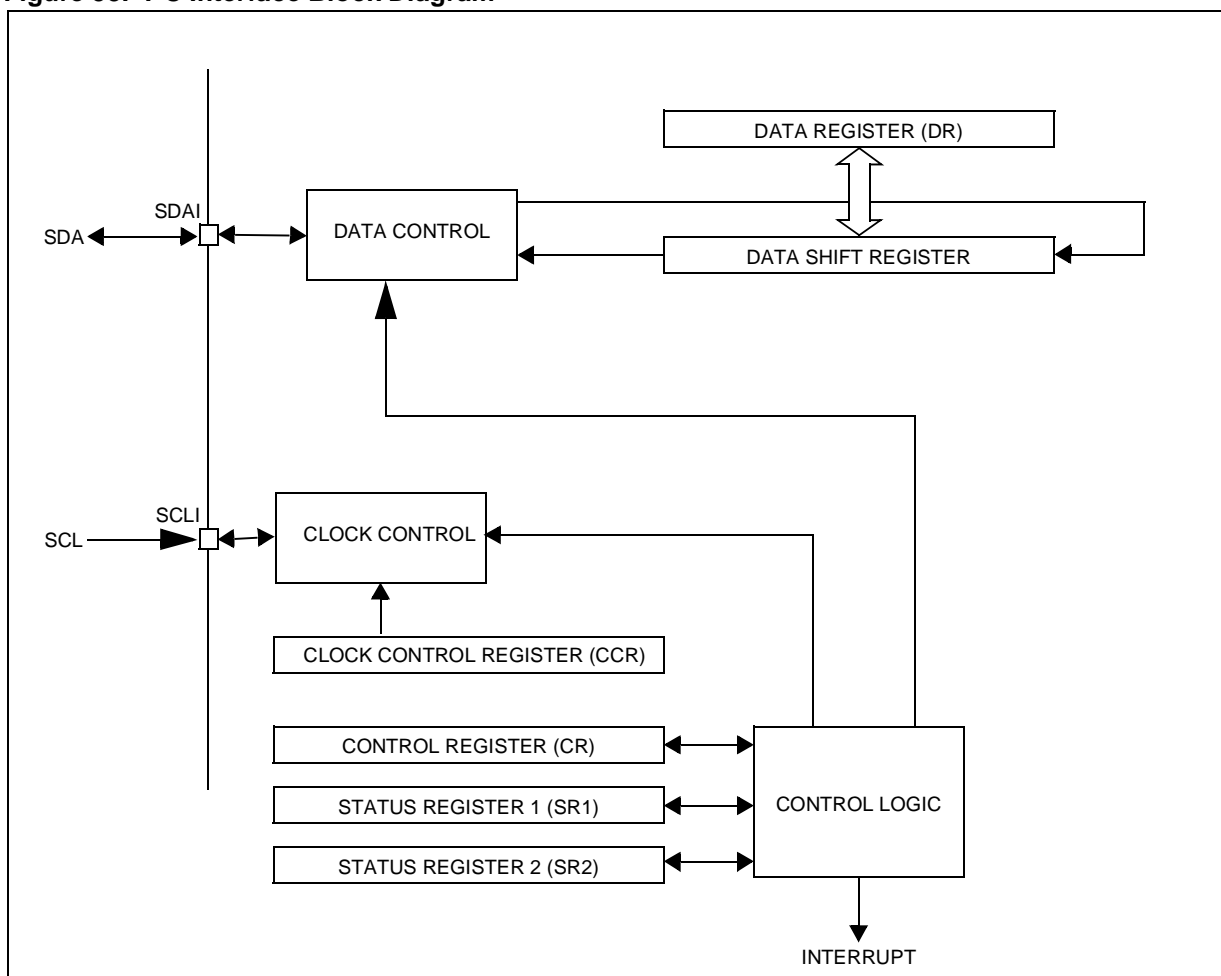 DATA REGISTER (DR)
SDAI
SDA
DATA CONTROL
DATA SHIFT REGISTER
SCLI
SCL
CLOCK CONTROL
CLOCK CONTROL REGISTER (CCR)
CONTROL REGISTER (CR)
STATUS REGISTER 1 (SR1)
CONTROL LOGIC
STATUS REGISTER 2 (SR2)
INTERRUPT